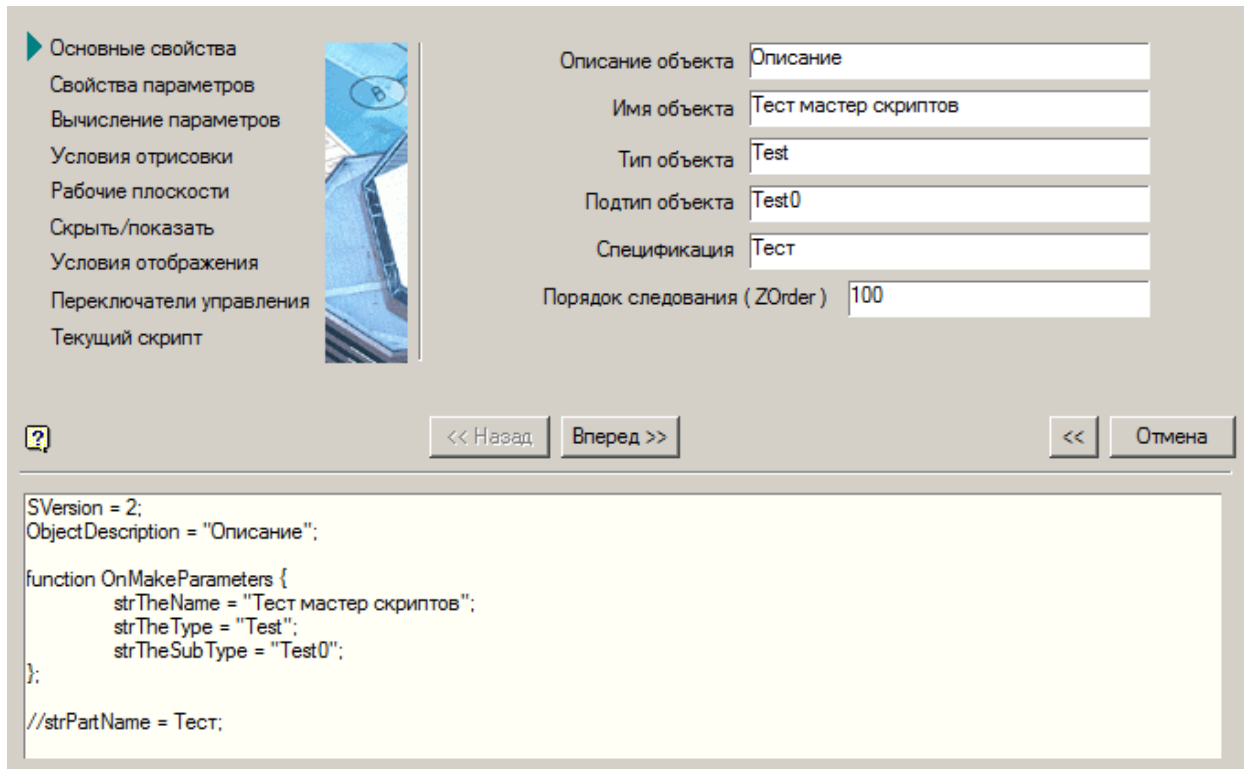 Основные свойства
Свойства параметров
Вычисление параметров
Условия отрисовки
Рабочие плоскости
Скрыть/показать
Условия отображения
Переключатели управления
Текущий скрипт
Описание объекта Описание
Имя объекта Тест мастер скриптов
Тип объекта Test
Подтип объекта Test0
Спецификация Тест
Порядок следования ( ZOrder ) 100
<< Назад Вперед >> << Отмена
SVersion = 2;
ObjectDescription = "Описание";
function OnMakeParameters {
strTheName = "Тест мастер скриптов";
strTheType = "Test";
strTheSubType = "Test0";
};
//strPartName = Тест;